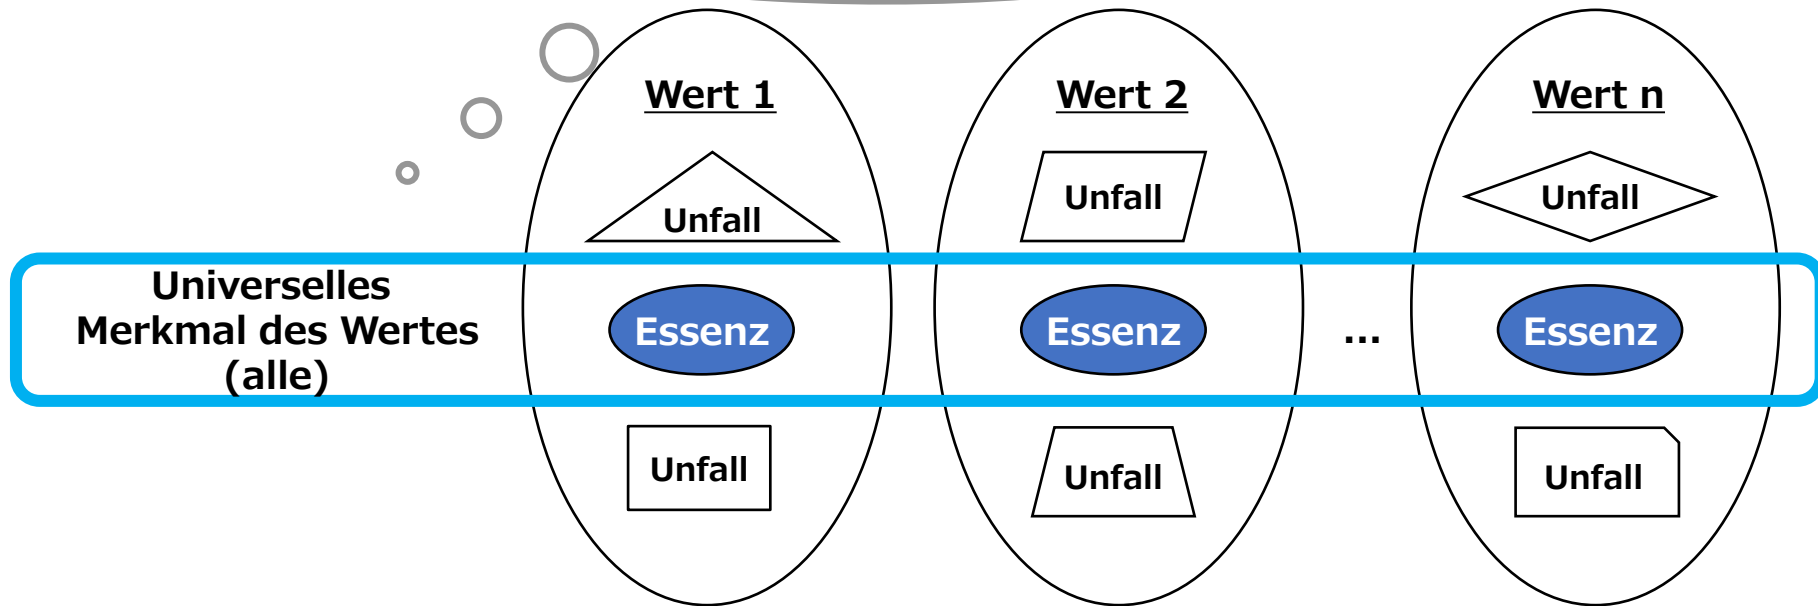 Wert 1
Wert 2
Wert n
Unfall
Unfall
Unfall
Universelles
Merkmal des Wertes
(alle)
Essenz
Essenz
...
Essenz
Unfall
Unfall
Unfall